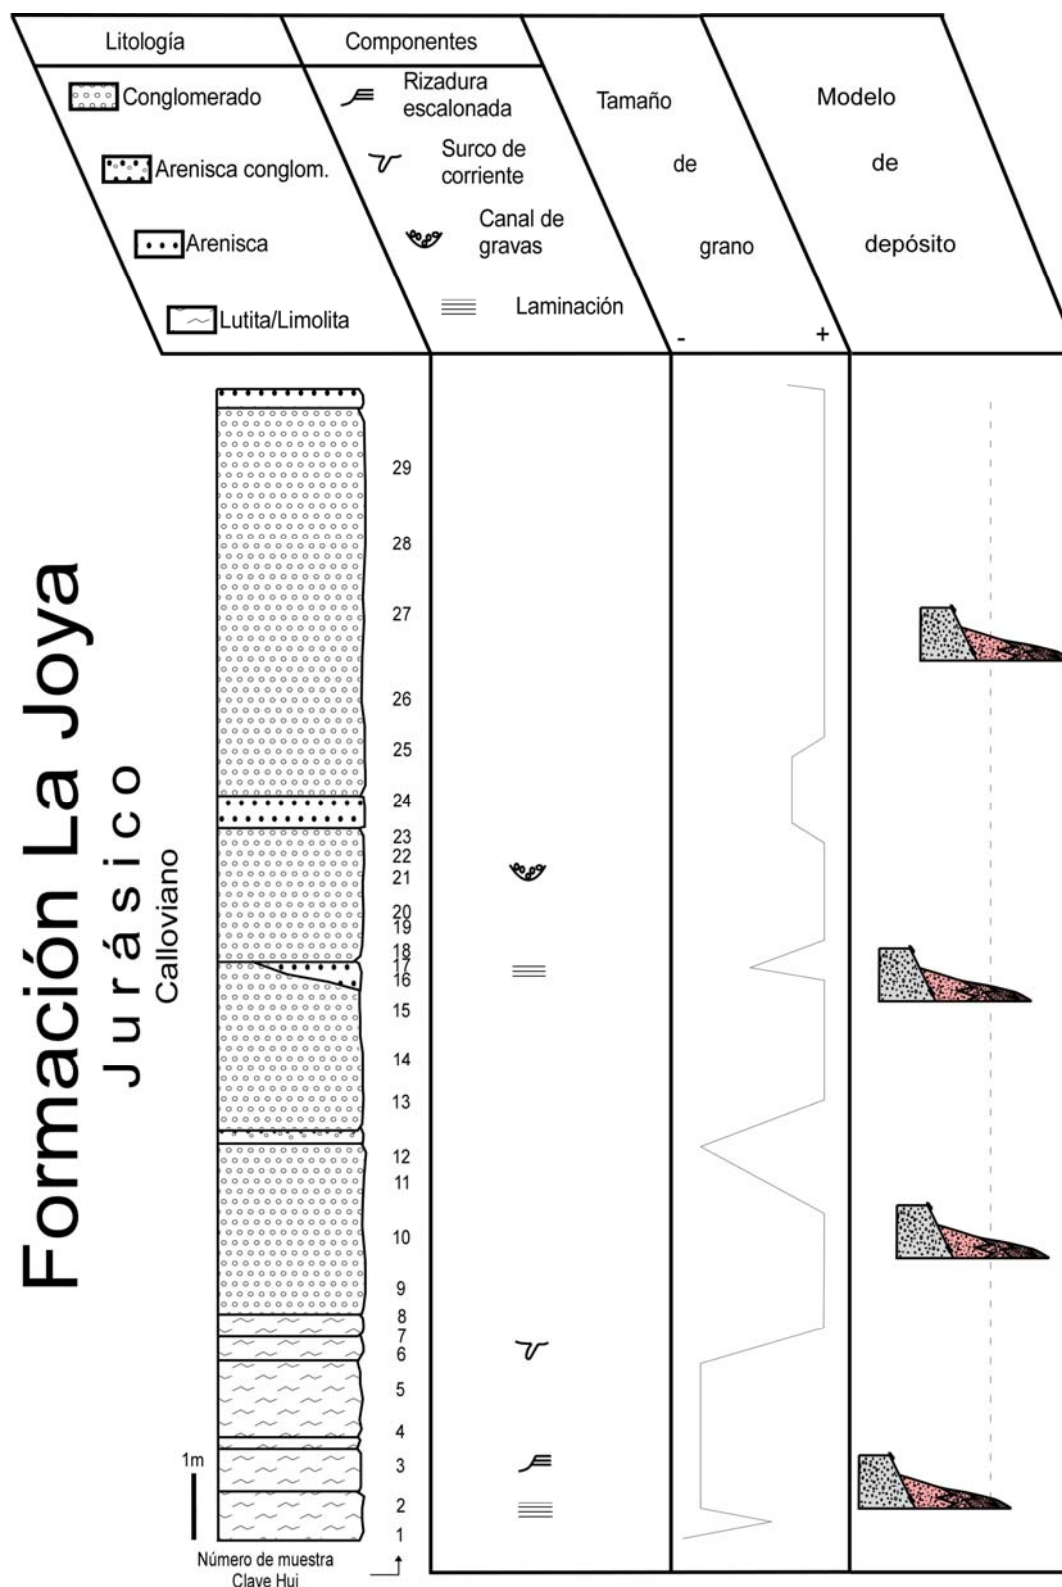 Litología
Componentes
Conglomerado
Arenisca conglom.
Arenisca
Lutita/Limolita
Rizadura
escalonada
Surco de
corriente
Canal de
gravas
Laminación
Tamaño
de
grano
- +
Modelo
de
depósito
Formación La Joya
Jurásico
Calloviano
29
28
27
26
25
24
23
22
21
20
19
18
17
16
15
14
13
12
11
10
9
8
7
6
5
4
3
2
1
1m
Número de muestra
Clave Hui